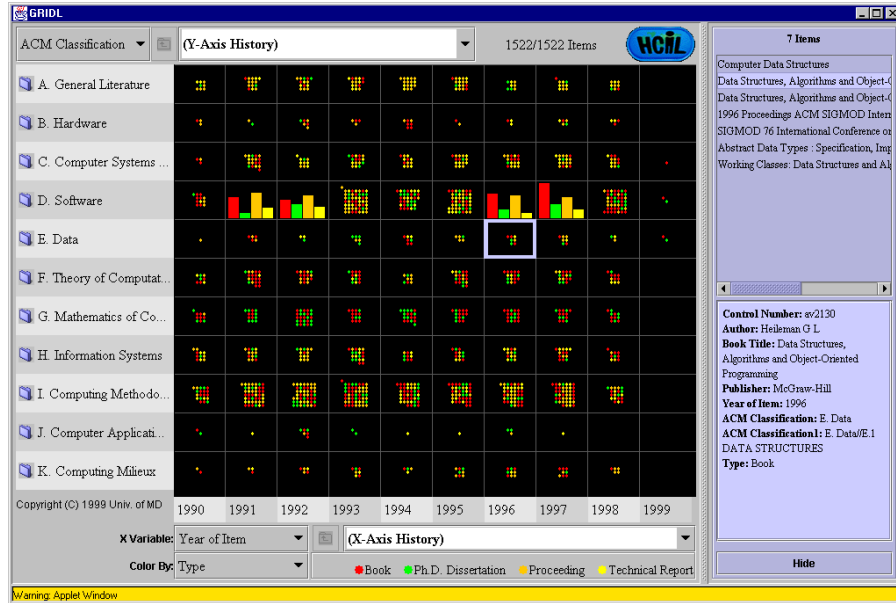 GRIDL
ACM Classification
(Y-Axis History)
1522/1522 Items
HCIL
A. General Literature
B. Hardware
C. Computer Systems ...
D. Software
E. Data
F. Theory of Computat...
G. Mathematics of Co...
H. Information Systems
I. Computing Methodo...
J. Computer Applicati...
K. Computing Milieux
Copyright (C) 1999 Univ. of MD
1990 1991 1992 1993 1994 1995 1996 1997 1998 1999
X Variable: Year of Item
(X-Axis History)
Color By: Type
Book Ph.D. Dissertation Proceeding Technical Report
Warning: Applet Window
7 Items
Computer Data Structures
Data Structures, Algorithms and Object-
Data Structures, Algorithms and Object-
1996 Proceedings ACM SIGMOD Intern
SIGMOD 76 International Conference on
Abstract Data Types : Specification, Imp
Working Classes: Data Structures and Al
Control Number: av2130
Author: Heileman G L
Book Title: Data Structures,
Algorithms and Object-Oriented
Programming
Publisher: McGraw-Hill
Year of Item: 1996
ACM Classification: E. Data
ACM Classification1: E. Data//E.1
DATA STRUCTURES
Type: Book
Hide